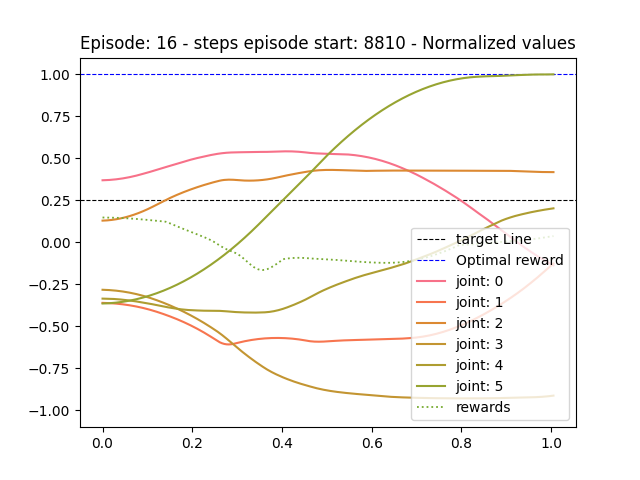 Episode: 16 - steps episode start: 8810 - Normalized values
1.00
0.75
0.50
0.25
0.00
−0.25
−0.50
−0.75
−1.00
target Line
Optimal reward
joint: 0
joint: 1
joint: 2
joint: 3
joint: 4
joint: 5
rewards
0.0 0.2 0.4 0.6 0.8 1.0